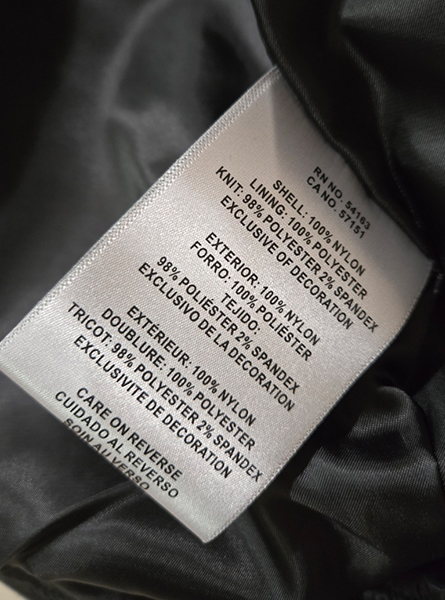 RN NO. 54163
CA NO. 57151
SHELL: 100% NYLON
LINING: 100% POLYESTER
KNIT: 98% POLYESTER 2% SPANDEX
EXCLUSIVE OF DECORATION
EXTERIOR: 100% NYLON
FORRO: 100% POLIÉSTER
TEJIDO:
98% POLIÉSTER 2% SPANDEX
EXCLUSIVO DE LA DECORATION
EXTÉRIEUR: 100% NYLON
DOUBLURE: 100% POLYESTER
TRICOT: 98% POLYESTER 2% SPANDEX
EXCLUSIVITE DE DECORATION
CARE ON REVERSE
CUIDADO AL REVERSO
SOIN AU VERSO